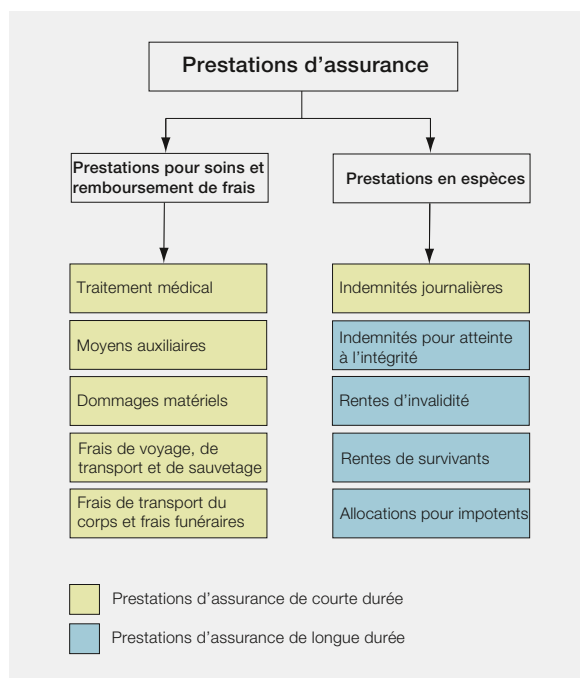 Prestations d’assurance
Prestations pour soins et
remboursement de frais
Prestations en espèces
Traitement médical
Moyens auxiliaires
Dommages matériels
Frais de voyage, de
transport et de sauvetage
Frais de transport du
corps et frais funéraires
Indemnités journalières
Indemnités pour atteinte
à l’intégrité
Rentes d’invalidité
Rentes de survivants
Allocations pour impotents
Prestations d’assurance de courte durée
Prestations d’assurance de longue durée